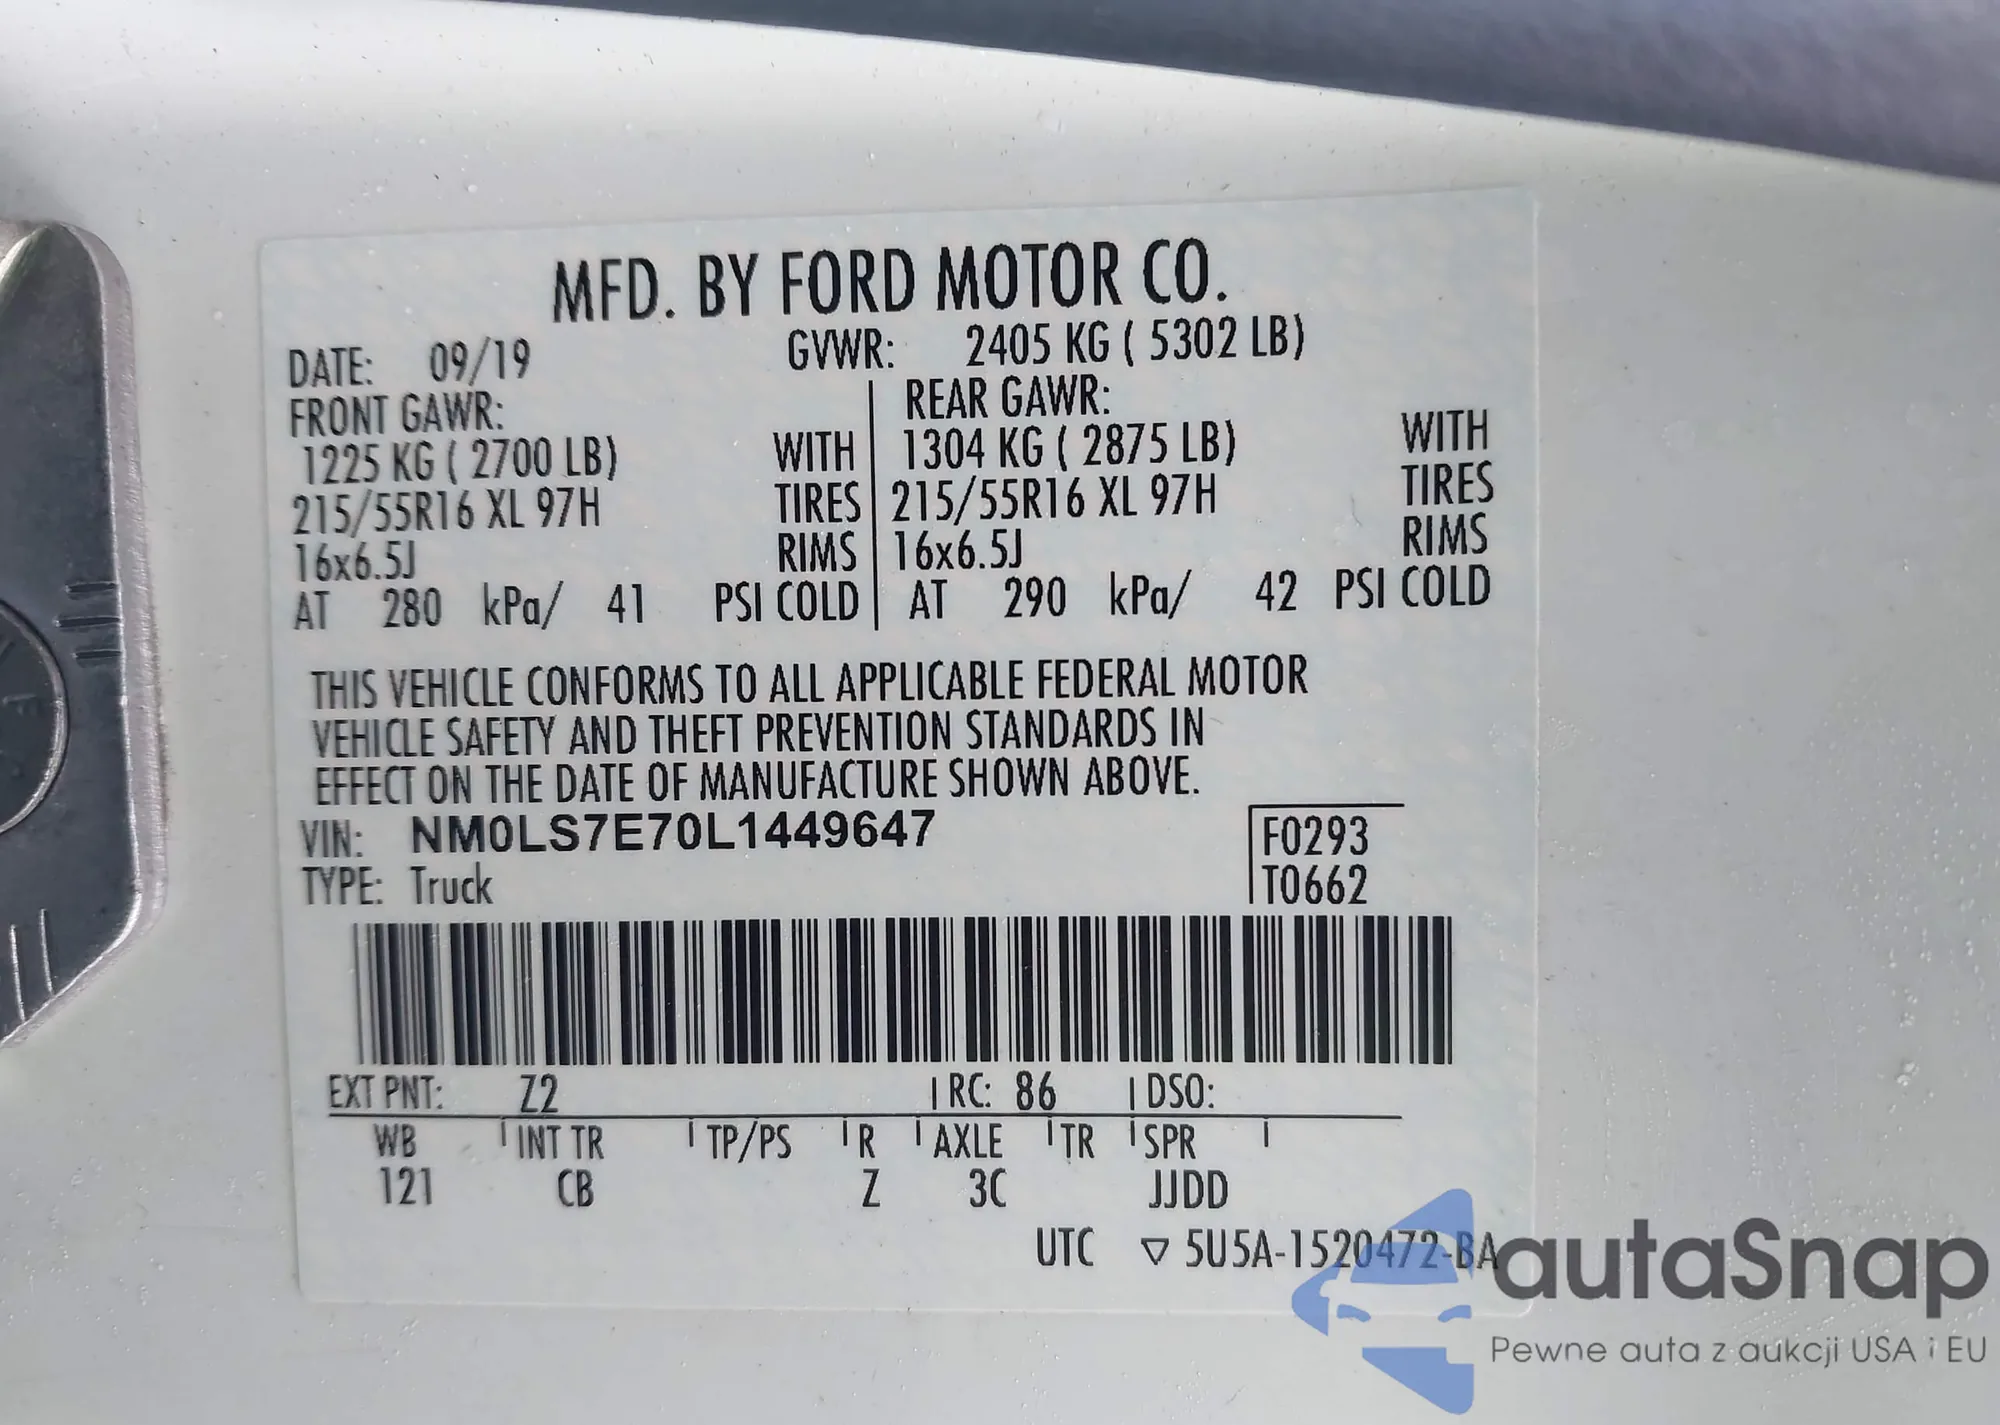 MFD. BY FORD MOTOR CO.
DATE: 09/19 GVWR: 2405 KG ( 5302 LB)
FRONT GAWR: REAR GAWR:
1225 KG ( 2700 LB) WITH 1304 KG ( 2875 LB) WITH
215/55R16 XL 97H TIRES 215/55R16 XL 97H TIRES
16x6.5J RIMS 16x6.5J RIMS
AT 280 kPa/ 41 PSI COLD AT 290 kPa/ 42 PSI COLD
THIS VEHICLE CONFORMS TO ALL APPLICABLE FEDERAL MOTOR
VEHICLE SAFETY AND THEFT PREVENTION STANDARDS IN
EFFECT ON THE DATE OF MANUFACTURE SHOWN ABOVE.
VIN: NM0LS7E70L1449647 F0293
TYPE: Truck T0662
EXT PNT: Z2 RC: 86 DSO:
WB INT TR TP/PS R AXLE TR SPR
121 CB Z 3C JJDD
UTC ▽ 5U5A-1520472-BA
autaSnap
Pewne auta z aukcji USA i EU